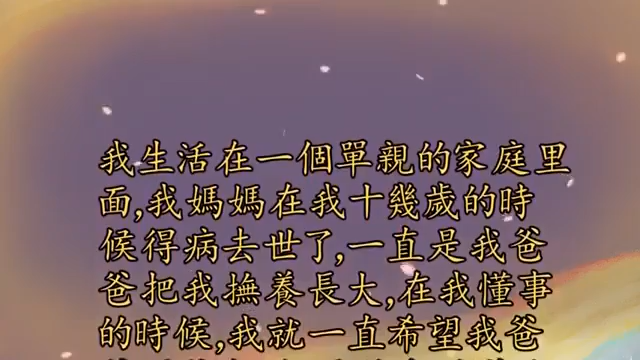 我生活在一個單親的家庭里
面,我媽媽在我十幾歲的時
候得病去世了,一直是我爸
爸把我撫養長大,在我懂事
的時候,我就一直希望我爸